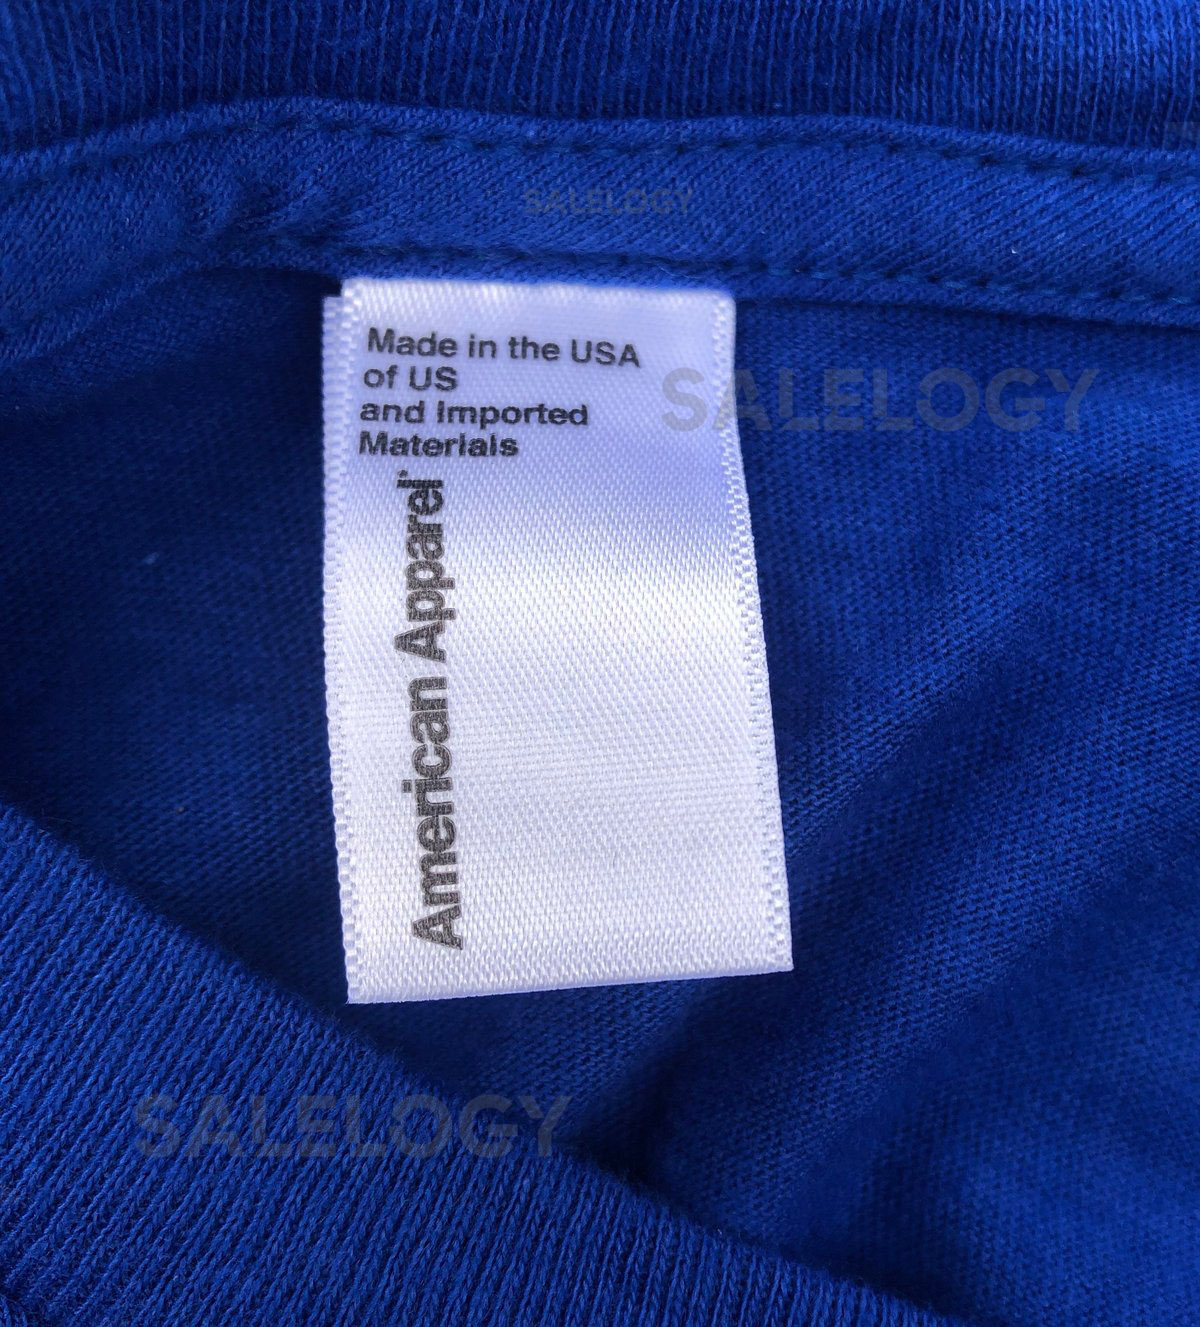 SALELOGY
Made in the USA
of US
and Imported
Materials
SALELOGY
American Apparel
SALELOGY